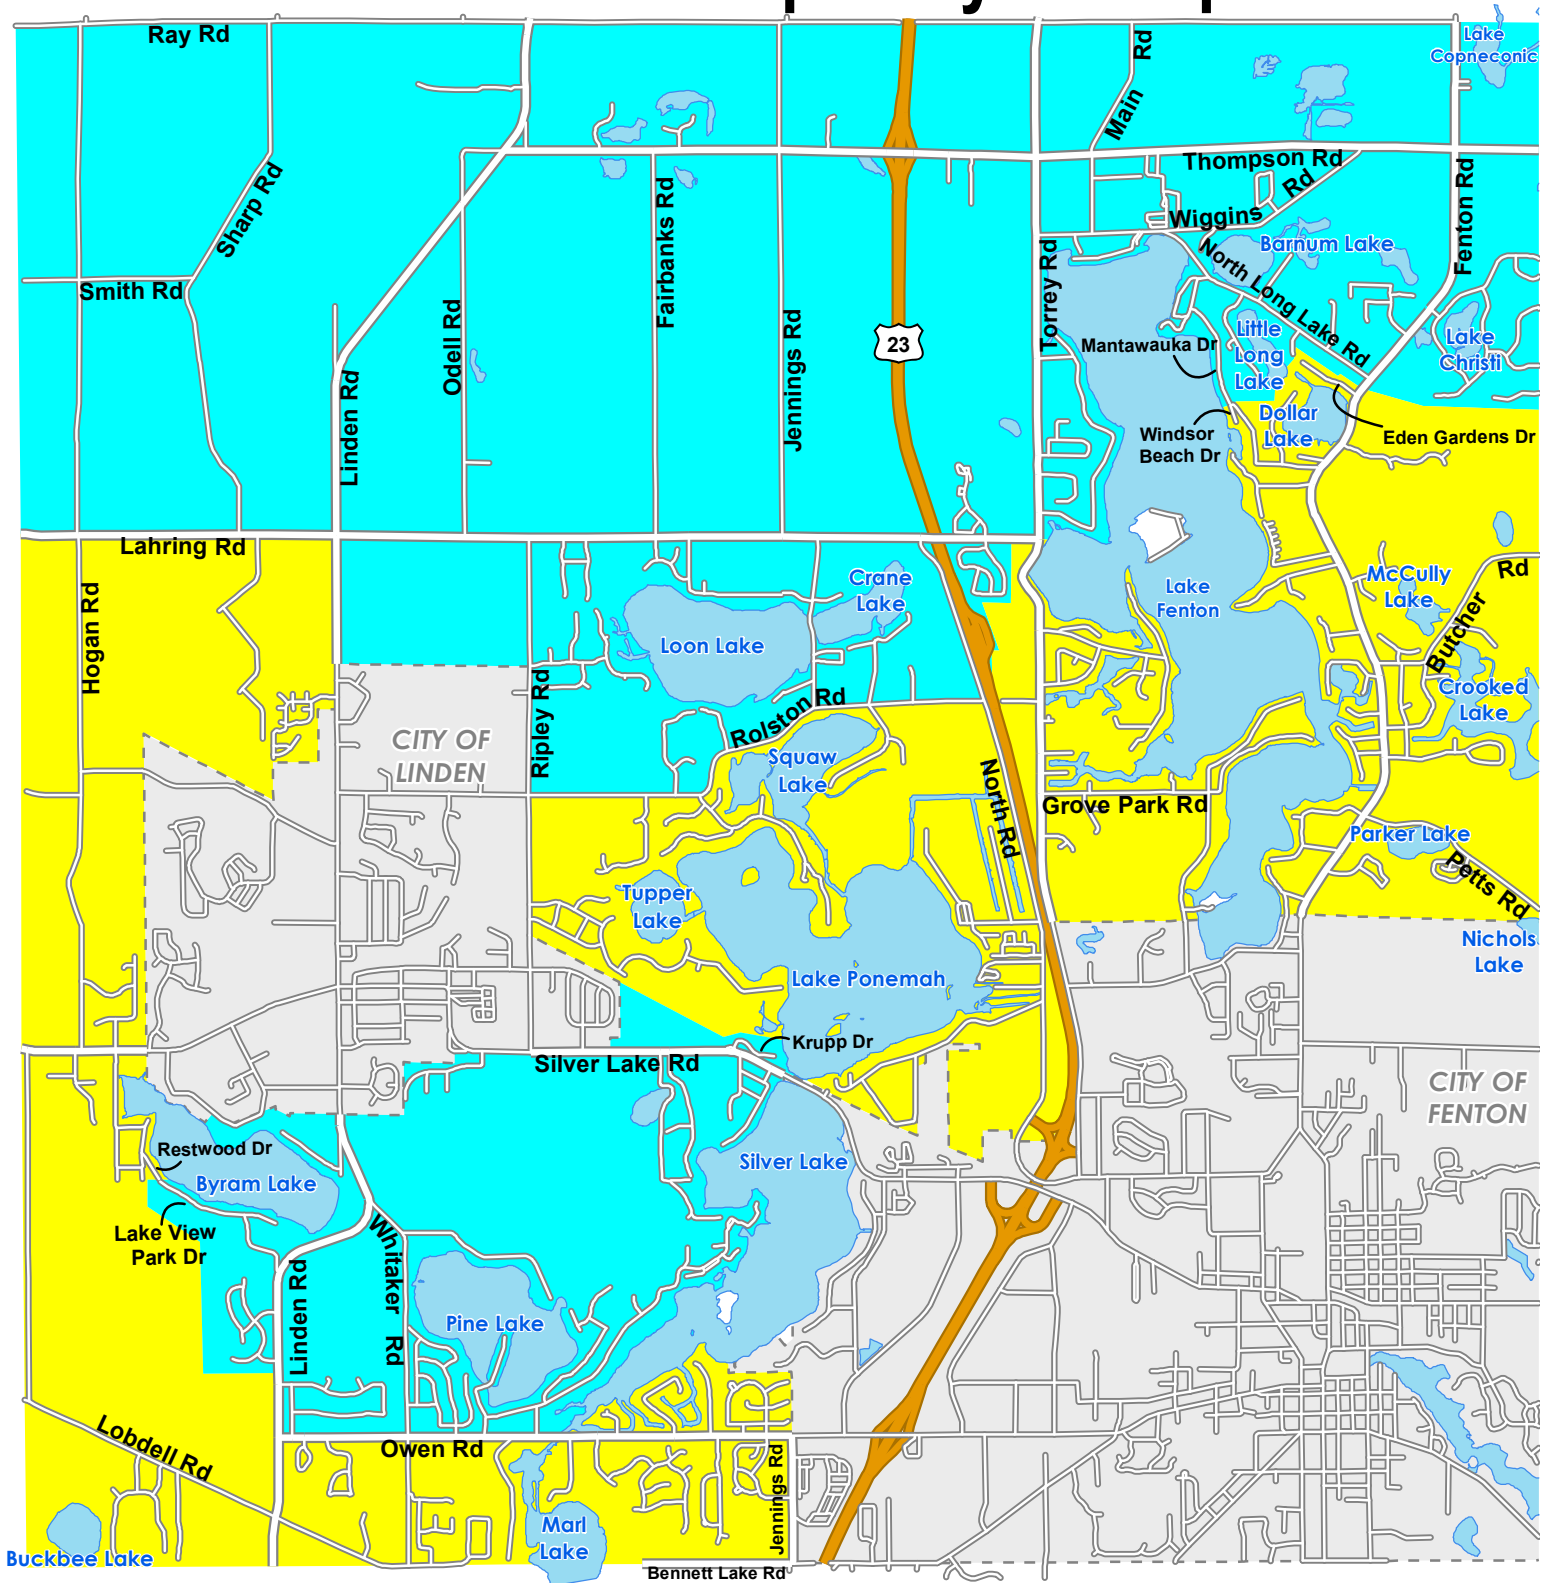 Ray Rd
Lake
Copneconic
Main Rd
Thompson Rd
Sharp Rd
Fairbanks Rd
Wiggins Rd
Fenton Rd
Barnum Lake
Torrey Rd
North Long Lake Rd
Smith Rd
Odell Rd
Jennings Rd
23
Mantawauka Dr
Little
Long
Lake
Lake
Christi
Linden Rd
Windsor
Beach Dr
Dollar
Lake
Eden Gardens Dr
Lahring Rd
Hogan Rd
Crane
Lake
Lake
Fenton
McCully
Lake
Butcher Rd
Loon Lake
Crooked
Lake
Ripley Rd
Rolston Rd
CITY OF
LINDEN
Squaw
Lake
North Rd
Grove Park Rd
Parker Lake
Petts Rd
Tupper
Lake
Nichols
Lake
Lake Ponemah
Krupp Dr
Silver Lake Rd
CITY OF
FENTON
Restwood Dr
Byram Lake
Silver Lake
Lake View
Park Dr
Whitaker Rd
Linden Rd
Pine Lake
Lobdell Rd
Owen Rd
Jennings Rd
Marl
Lake
Buckbee Lake
Bennett Lake Rd